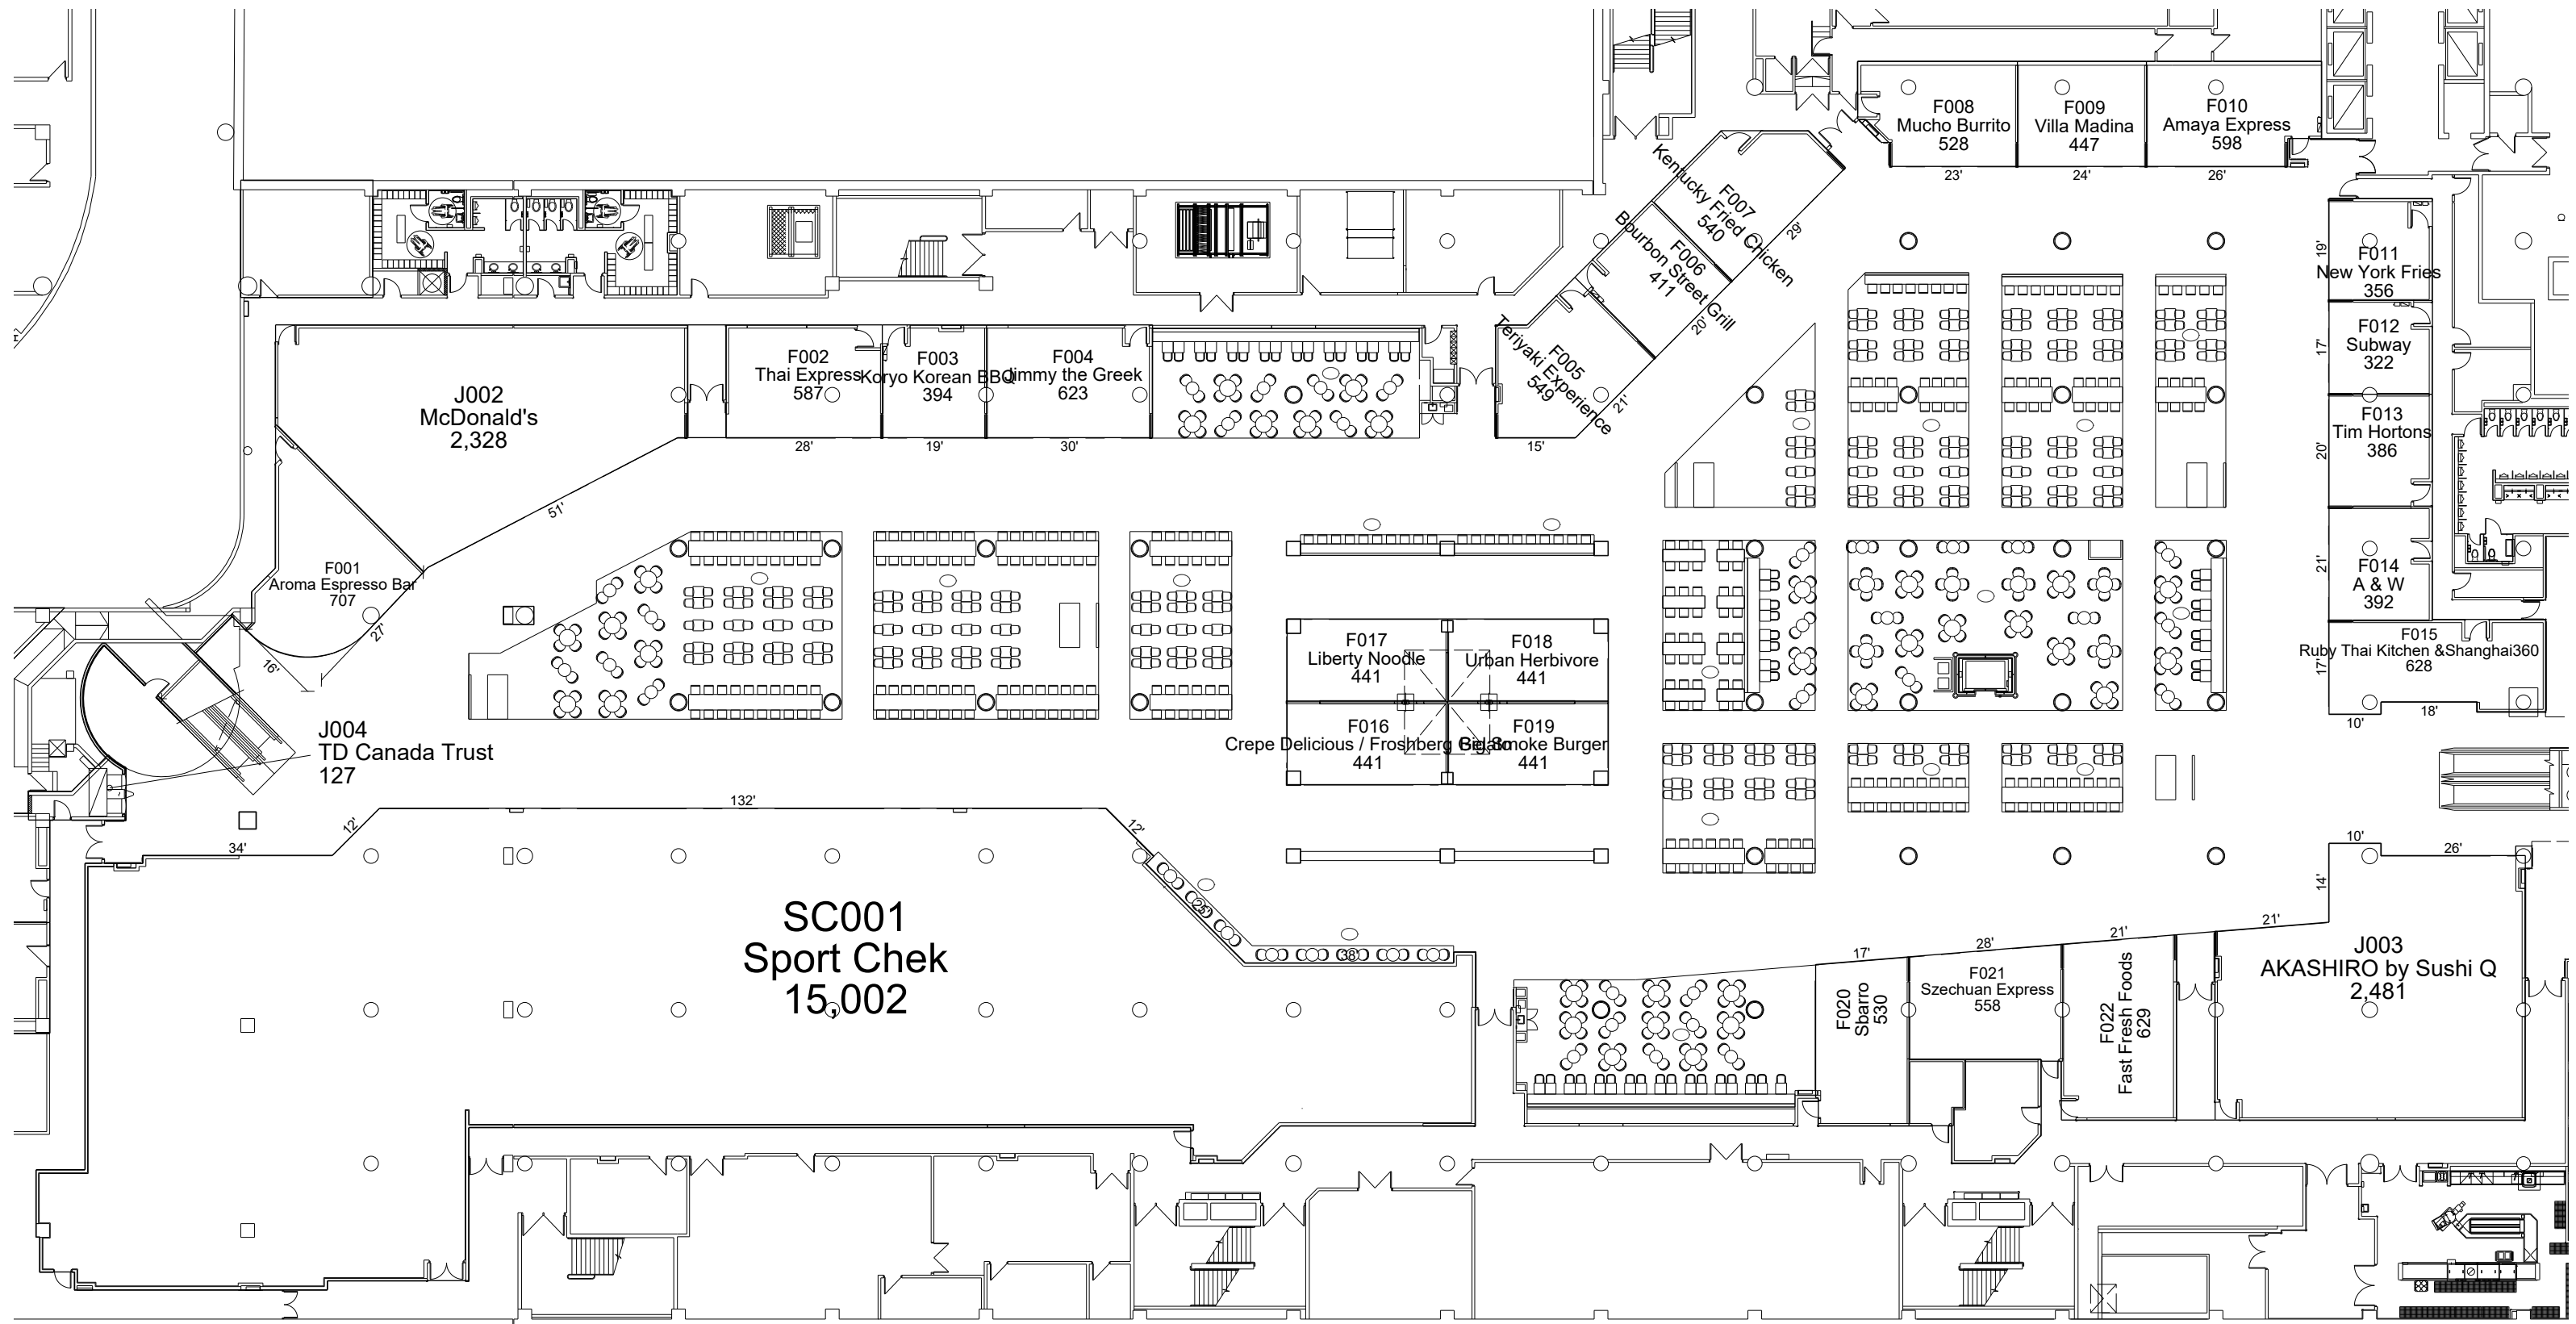 F008
Mucho Burrito
528
23'
F009
Villa Madina
447
24'
F010
Amaya Express
598
26'
F007
Kentucky Fried Chicken
540
29'
F006
Bourbon Street Grill
411
20'
F005
Teriyaki Experience
549
21'
15'
F011
New York Fries
356
19'
F012
Subway
322
17'
F013
Tim Hortons
386
20'
F014
A & W
392
21'
F015
Ruby Thai Kitchen &Shanghai360
628
17'
10'
18'
J002
McDonald's
2,328
51'
F002
Thai Express
587
28'
F003
Koryo Korean BBQ
394
19'
F004
Jimmy the Greek
623
30'
F001
Aroma Espresso Bar
707
27'
16'
F017
Liberty Noodle
441
F018
Urban Herbivore
441
F016
Crepe Delicious / Froshberg Gelato
441
F019
Big Smoke Burger
441
J004
TD Canada Trust
127
132'
12'
34'
12'
25'
38'
SC001
Sport Chek
15,002
10'
26'
14'
21'
21'
28'
17'
J003
AKASHIRO by Sushi Q
2,481
F020
Sbarro
530
F021
Szechuan Express
558
F022
Fast Fresh Foods
629